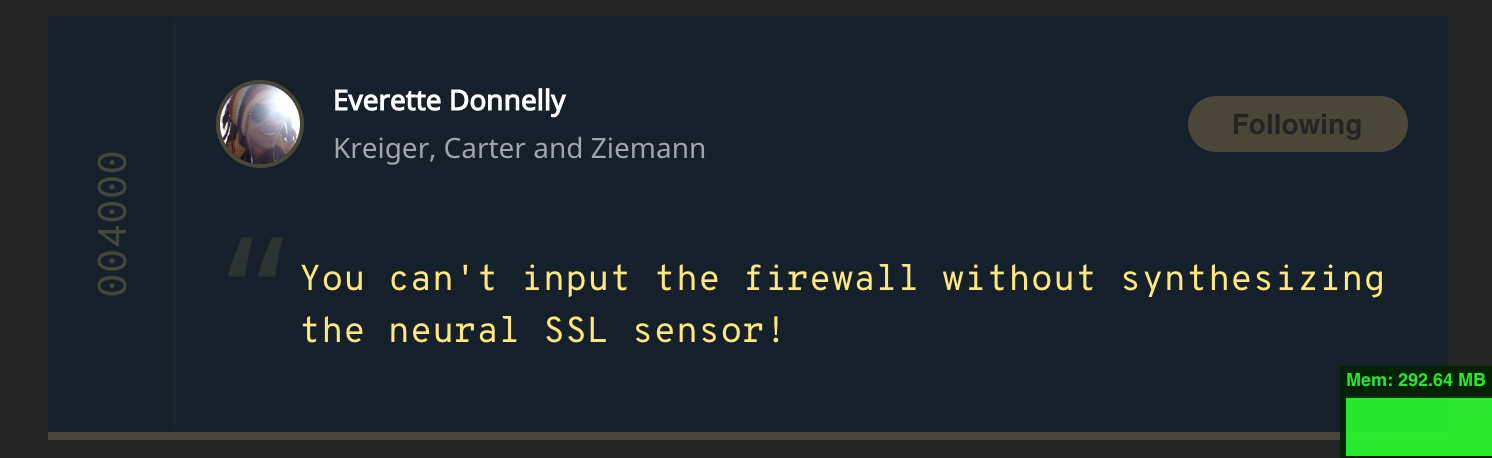 004000
Everette Donnelly
Kreiger, Carter and Ziemann
Following
“
You can't input the firewall without synthesizing
the neural SSL sensor!
Mem: 292.64 MB